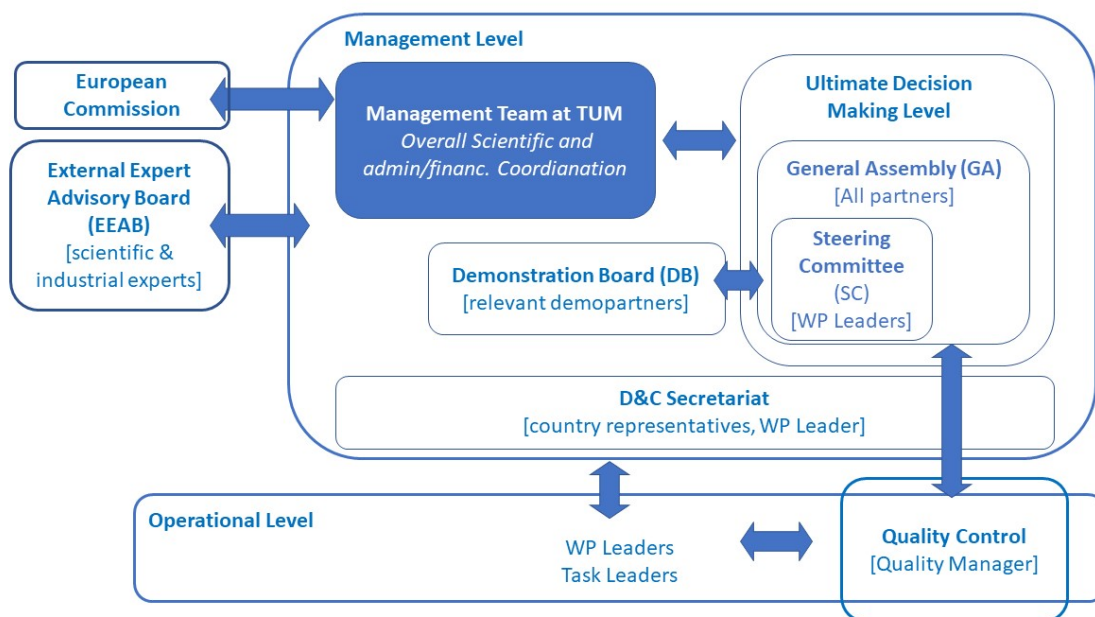 Management Level
European
Commission
Management Team at TUM
Overall Scientific and
admin/financ. Coordianation
Ultimate Decision
Making Level
External Expert
Advisory Board
(EEAB)
[scientific &
industrial experts]
General Assembly (GA)
[All partners]
Steering
Committee
(SC)
[WP Leaders]
Demonstration Board (DB)
[relevant demopartners]
D&C Secretariat
[country representatives, WP Leader]
Operational Level
WP Leaders
Task Leaders
Quality Control
[Quality Manager]